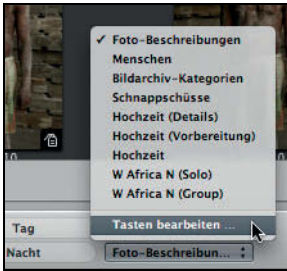 ✓ Foto-Beschreibungen
Menschen
Bildarchiv-Kategorien
Schnappschüsse
Hochzeit (Details)
Hochzeit (Vorbereitung)
Hochzeit
W Africa N (Solo)
W Africa N (Group)
Tasten bearbeiten ...
Tag
Nacht
Foto-Beschreibun...